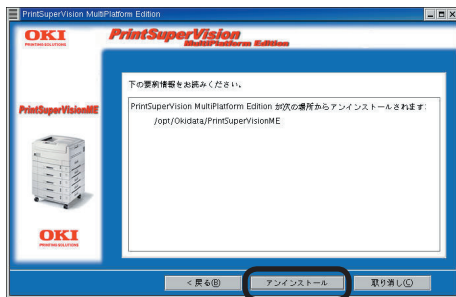 PrintSuperVision MultiPlatform Edition
OKI
PRINTING SOLUTIONS
PrintSuperVision
MultiPlatform Edition
下の要約情報をお読みください。
PrintSuperVision MultiPlatform Edition が次の場所からアンインストールされます:
/opt/Okidata/PrintSuperVisionME
PrintSuperVisionME
OKI
PRINTING SOLUTIONS
< 戻る(B)
アンインストール
取り消し(C)